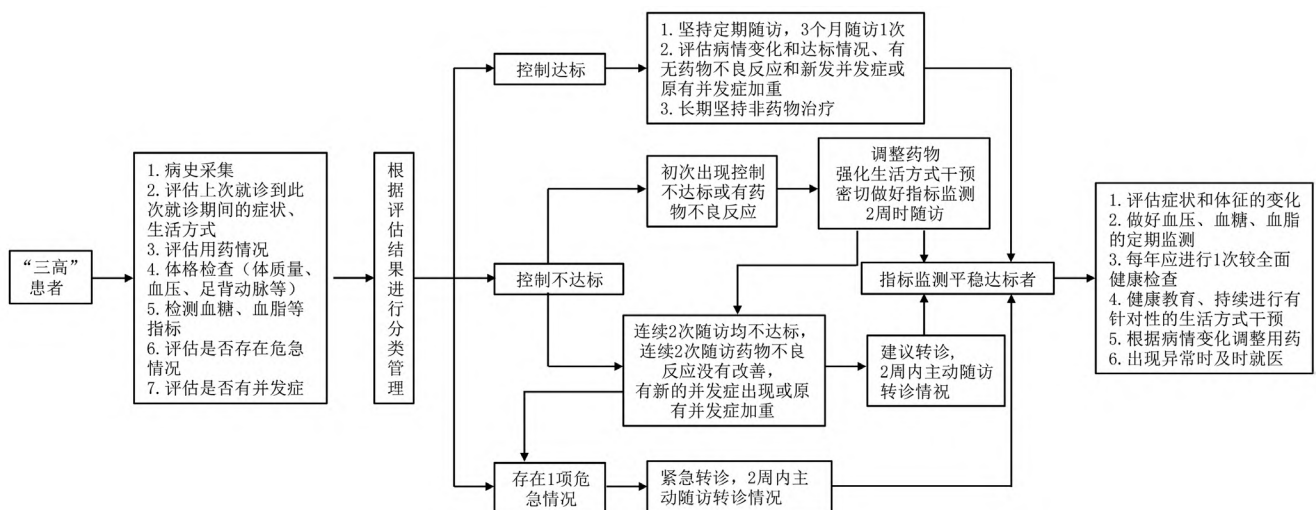 “三高”
患者
1. 病史采集
2. 评估上次就诊到此
次就诊期间的症状、
生活方式
3. 评估用药情况
4. 体格检查（体质量、
血压、足背动脉等）
5. 检测血糖、血脂等
指标
6. 评估是否存在危急
情况
7. 评估是否有并发症
根据评估结果进行分类管理
控制达标
1. 坚持定期随访，3个月随访1次
2. 评估病情变化和达标情况、有
无药物不良反应和新发并发症或
原有并发症加重
3. 长期坚持非药物治疗
控制不达标
初次出现控制
不达标或有药
物不良反应
调整药物
强化生活方式干预
密切做好指标监测
2周时随访
连续2次随访均不达标，
连续2次随访药物不良
反应没有改善，
有新的并发症出现或原
有并发症加重
建议转诊，
2周内主动随访
转诊情况
存在1项危
急情况
紧急转诊，2周内主
动随访转诊情况
指标监测平稳达标者
1. 评估症状和体征的变化
2. 做好血压、血糖、血脂
的定期监测
3. 每年应进行1次较全面
健康检查
4. 健康教育、持续进行有
针对性的生活方式干预
5. 根据病情变化调整用药
6. 出现异常时及时就医